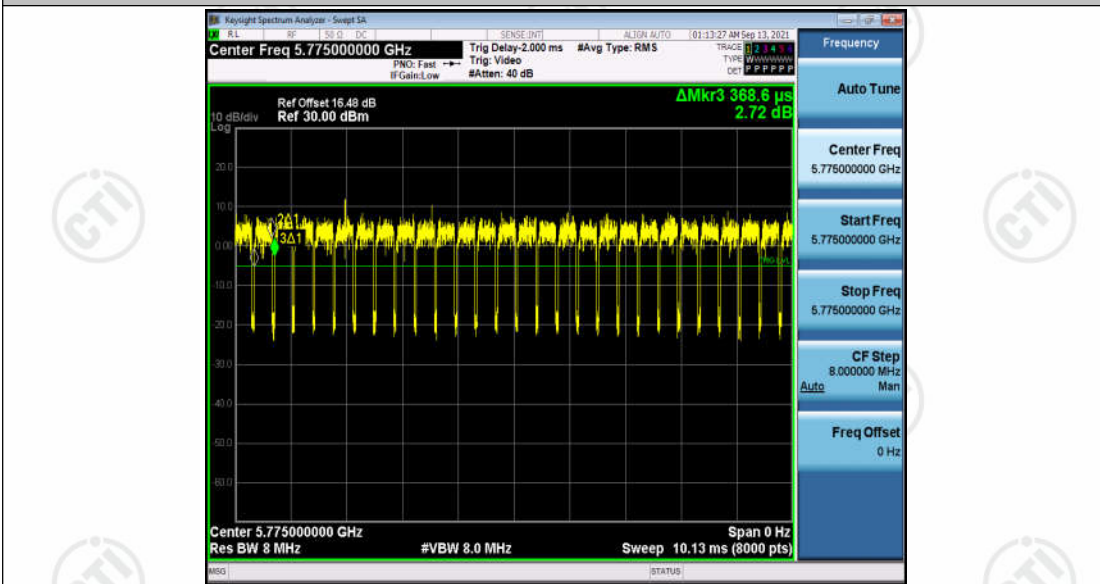 Keysight Spectrum Analyzer - Swept SA
RL RF 50 Ω DC SENSE:INT ALIGN AUTO 01:13:27 AM Sep 13, 2021
Center Freq 5.775000000 GHz
PNO: Fast
IFGain:Low
Trig Delay-2.000 ms
Trig: Video
#Atten: 40 dB
#Avg Type: RMS
TRACE 1 2 3 4 5 6
TYPE WWWWWW
DET P P P P P P
Frequency
Auto Tune
Center Freq
5.775000000 GHz
Start Freq
5.775000000 GHz
Stop Freq
5.775000000 GHz
CF Step
8.000000 MHz
Auto Man
Freq Offset
0 Hz
ΔMkr3 368.6 µs
2.72 dB
Ref Offset 16.48 dB
10 dB/div Ref 30.00 dBm
Log
20.0
10.0
0.00
-10.0
-20.0
-30.0
-40.0
-50.0
-60.0
2Δ1
3Δ1
TRIG LVL
Center 5.775000000 GHz Span 0 Hz
Res BW 8 MHz #VBW 8.0 MHz Sweep 10.13 ms (8000 pts)
MSG STATUS
CTI
CTI